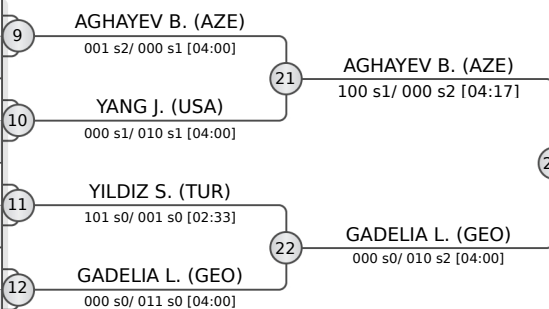 AGHAYEV B. (AZE)
9
001 s2/ 000 s1 [04:00]
21
AGHAYEV B. (AZE)
100 s1/ 000 s2 [04:17]
YANG J. (USA)
10
000 s1/ 010 s1 [04:00]
YILDIZ S. (TUR)
11
101 s0/ 001 s0 [02:33]
22
GADELIA L. (GEO)
000 s0/ 010 s2 [04:00]
GADELIA L. (GEO)
12
000 s0/ 011 s0 [04:00]